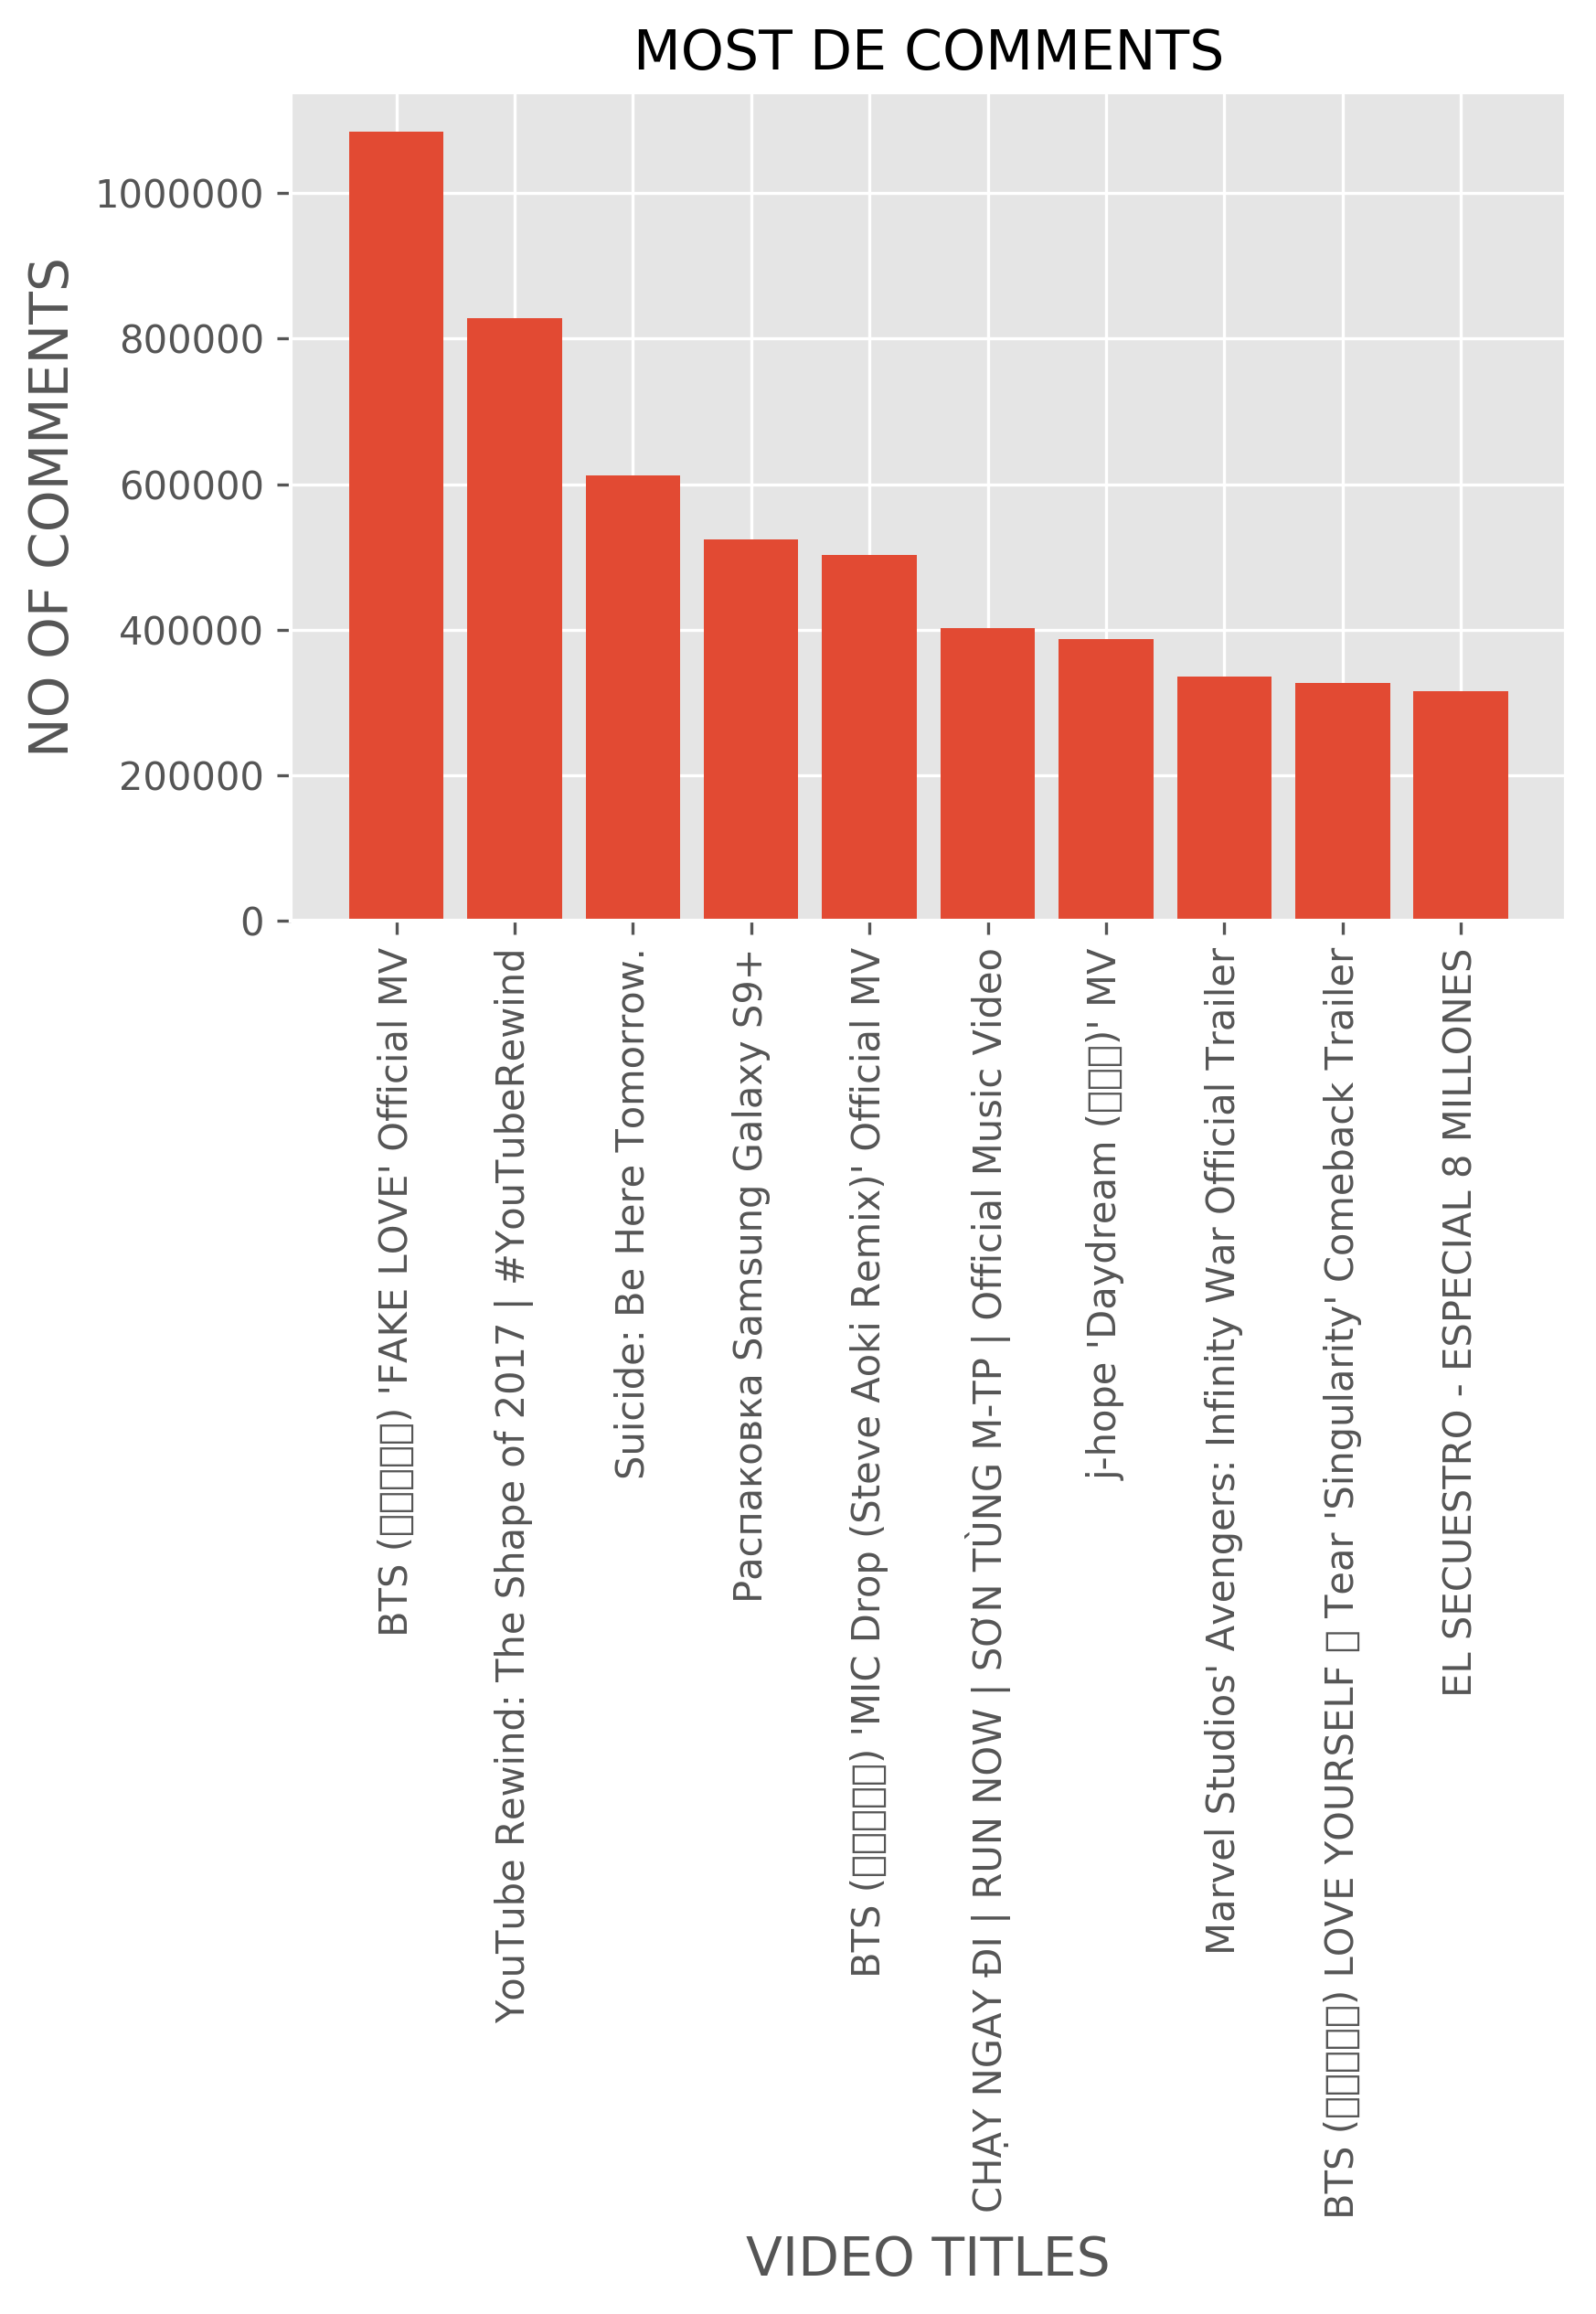 MOST DE COMMENTS
NO OF COMMENTS
1000000
800000
600000
400000
200000
0
BTS (□□□□□) 'FAKE LOVE' Official MV
YouTube Rewind: The Shape of 2017 | #YouTubeRewind
Suicide: Be Here Tomorrow.
Распаковка Samsung Galaxy S9+
BTS (□□□□□) 'MIC Drop (Steve Aoki Remix)' Official MV
CHẠY NGAY ĐI | RUN NOW | SƠN TÙNG M-TP | Official Music Video
j-hope 'Daydream (□□□)' MV
Marvel Studios' Avengers: Infinity War Official Trailer
BTS (□□□□□) LOVE YOURSELF □ Tear 'Singularity' Comeback Trailer
EL SECUESTRO - ESPECIAL 8 MILLONES
VIDEO TITLES